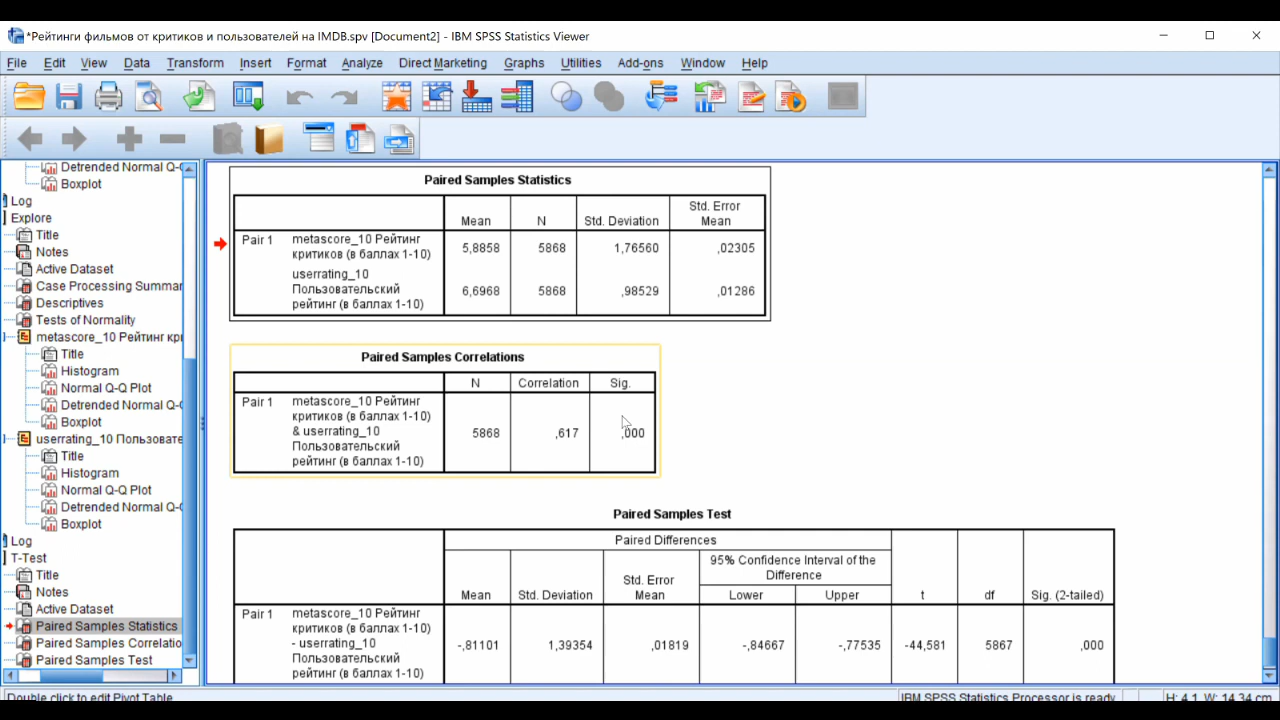 *Рейтинги фильмов от критиков и пользователей на IMDB.spv [Document2] - IBM SPSS Statistics Viewer
File Edit View Data Transform Insert Format Analyze Direct Marketing Graphs Utilities Add-ons Window Help
Detrended Normal Q-
Boxplot
Log
Explore
Title
Notes
Active Dataset
Case Processing Summar
Descriptives
Tests of Normality
metascore_10 Рейтинг кри
Title
Histogram
Normal Q-Q Plot
Detrended Normal Q-
Boxplot
userrating_10 Пользовате
Title
Histogram
Normal Q-Q Plot
Detrended Normal Q-
Boxplot
Log
T-Test
Title
Notes
Active Dataset
Paired Samples Statistics
Paired Samples Correlatio
Paired Samples Test
Paired Samples Statistics
Mean N Std. Deviation Std. Error
Mean
Pair 1 metascore_10 Рейтинг
критиков (в баллах 1-10) 5,8858 5868 1,76560 ,02305
userrating_10
Пользовательский
рейтинг (в баллах 1-10) 6,6968 5868 ,98529 ,01286
Paired Samples Correlations
N Correlation Sig.
Pair 1 metascore_10 Рейтинг
критиков (в баллах 1-10)
& userrating_10
Пользовательский
рейтинг (в баллах 1-10) 5868 ,617 ,000
Paired Samples Test
Paired Differences
95% Confidence Interval of the
Difference
Mean Std. Deviation Std. Error
Mean Lower Upper t df Sig. (2-tailed)
Pair 1 metascore_10 Рейтинг
критиков (в баллах 1-10)
- userrating_10
Пользовательский
рейтинг (в баллах 1-10) -,81101 1,39354 ,01819 -,84667 -,77535 -44,581 5867 ,000
Double click to edit Pivot Table IBM SPSS Statistics Processor is ready H: 4.1, W: 14.34 cm